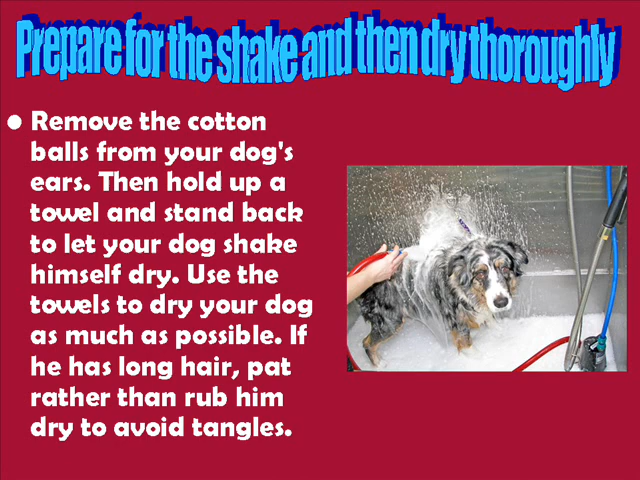 Prepare for the shake and then dry thoroughly
• Remove the cotton
balls from your dog's
ears. Then hold up a
towel and stand back
to let your dog shake
himself dry. Use the
towels to dry your dog
as much as possible. If
he has long hair, pat
rather than rub him
dry to avoid tangles.